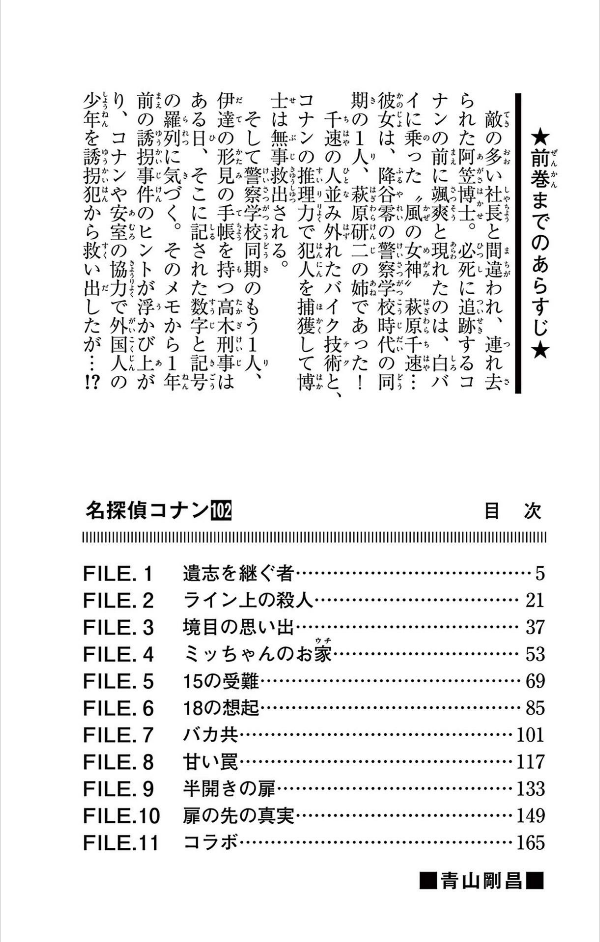 ★前巻までのあらすじ★
敵の多い社長と間違われ、連れ去
られた阿笠博士。必死に追跡するコ
ナンの前に颯爽と現れたのは、白バ
イに乗った〝風の女神〟萩原千速…
彼女は、降谷零の警察学校時代の同
期の1人、萩原研二の姉であった！
千速の人並み外れたバイク技術と、
コナンの推理力で犯人を捕獲して博
士は無事救出される。
そして警察学校同期のもう1人、
伊達の形見の手帳を持つ高木刑事は
ある日、そこに記された数字と記号
の羅列に気づく。そのメモから1年
前の誘拐事件のヒントが浮かび上が
り、コナンや安室の協力で外国人の
少年を誘拐犯から救い出したが…!?
名探偵コナン102 目次
FILE.1 遺志を継ぐ者…………………………………5
FILE.2 ライン上の殺人……………………………21
FILE.3 境目の思い出………………………………37
FILE.4 ミッちゃんのお家…………………………53
FILE.5 15の受難……………………………………69
FILE.6 18の想起……………………………………85
FILE.7 バカ共………………………………………101
FILE.8 甘い罠………………………………………117
FILE.9 半開きの扉…………………………………133
FILE.10 扉の先の真実………………………………149
FILE.11 コラボ………………………………………165
■青山剛昌■